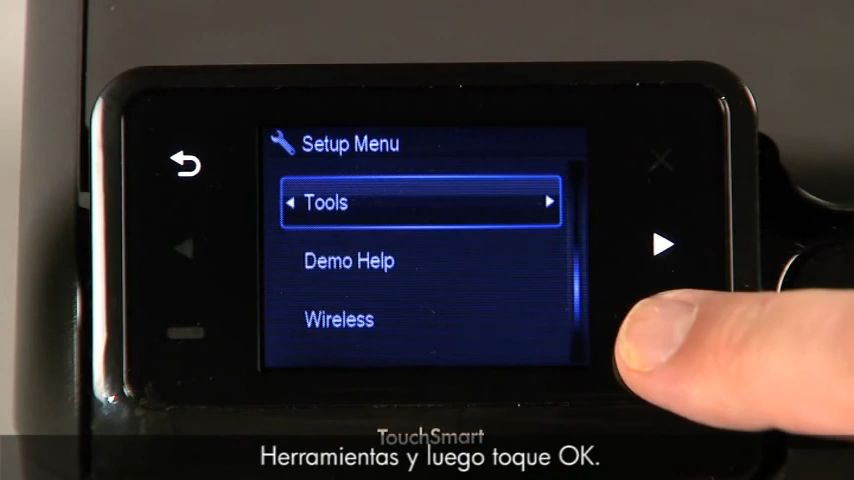 Setup Menu
Tools
Demo Help
Wireless
TouchSmart
Herramientas y luego toque OK.